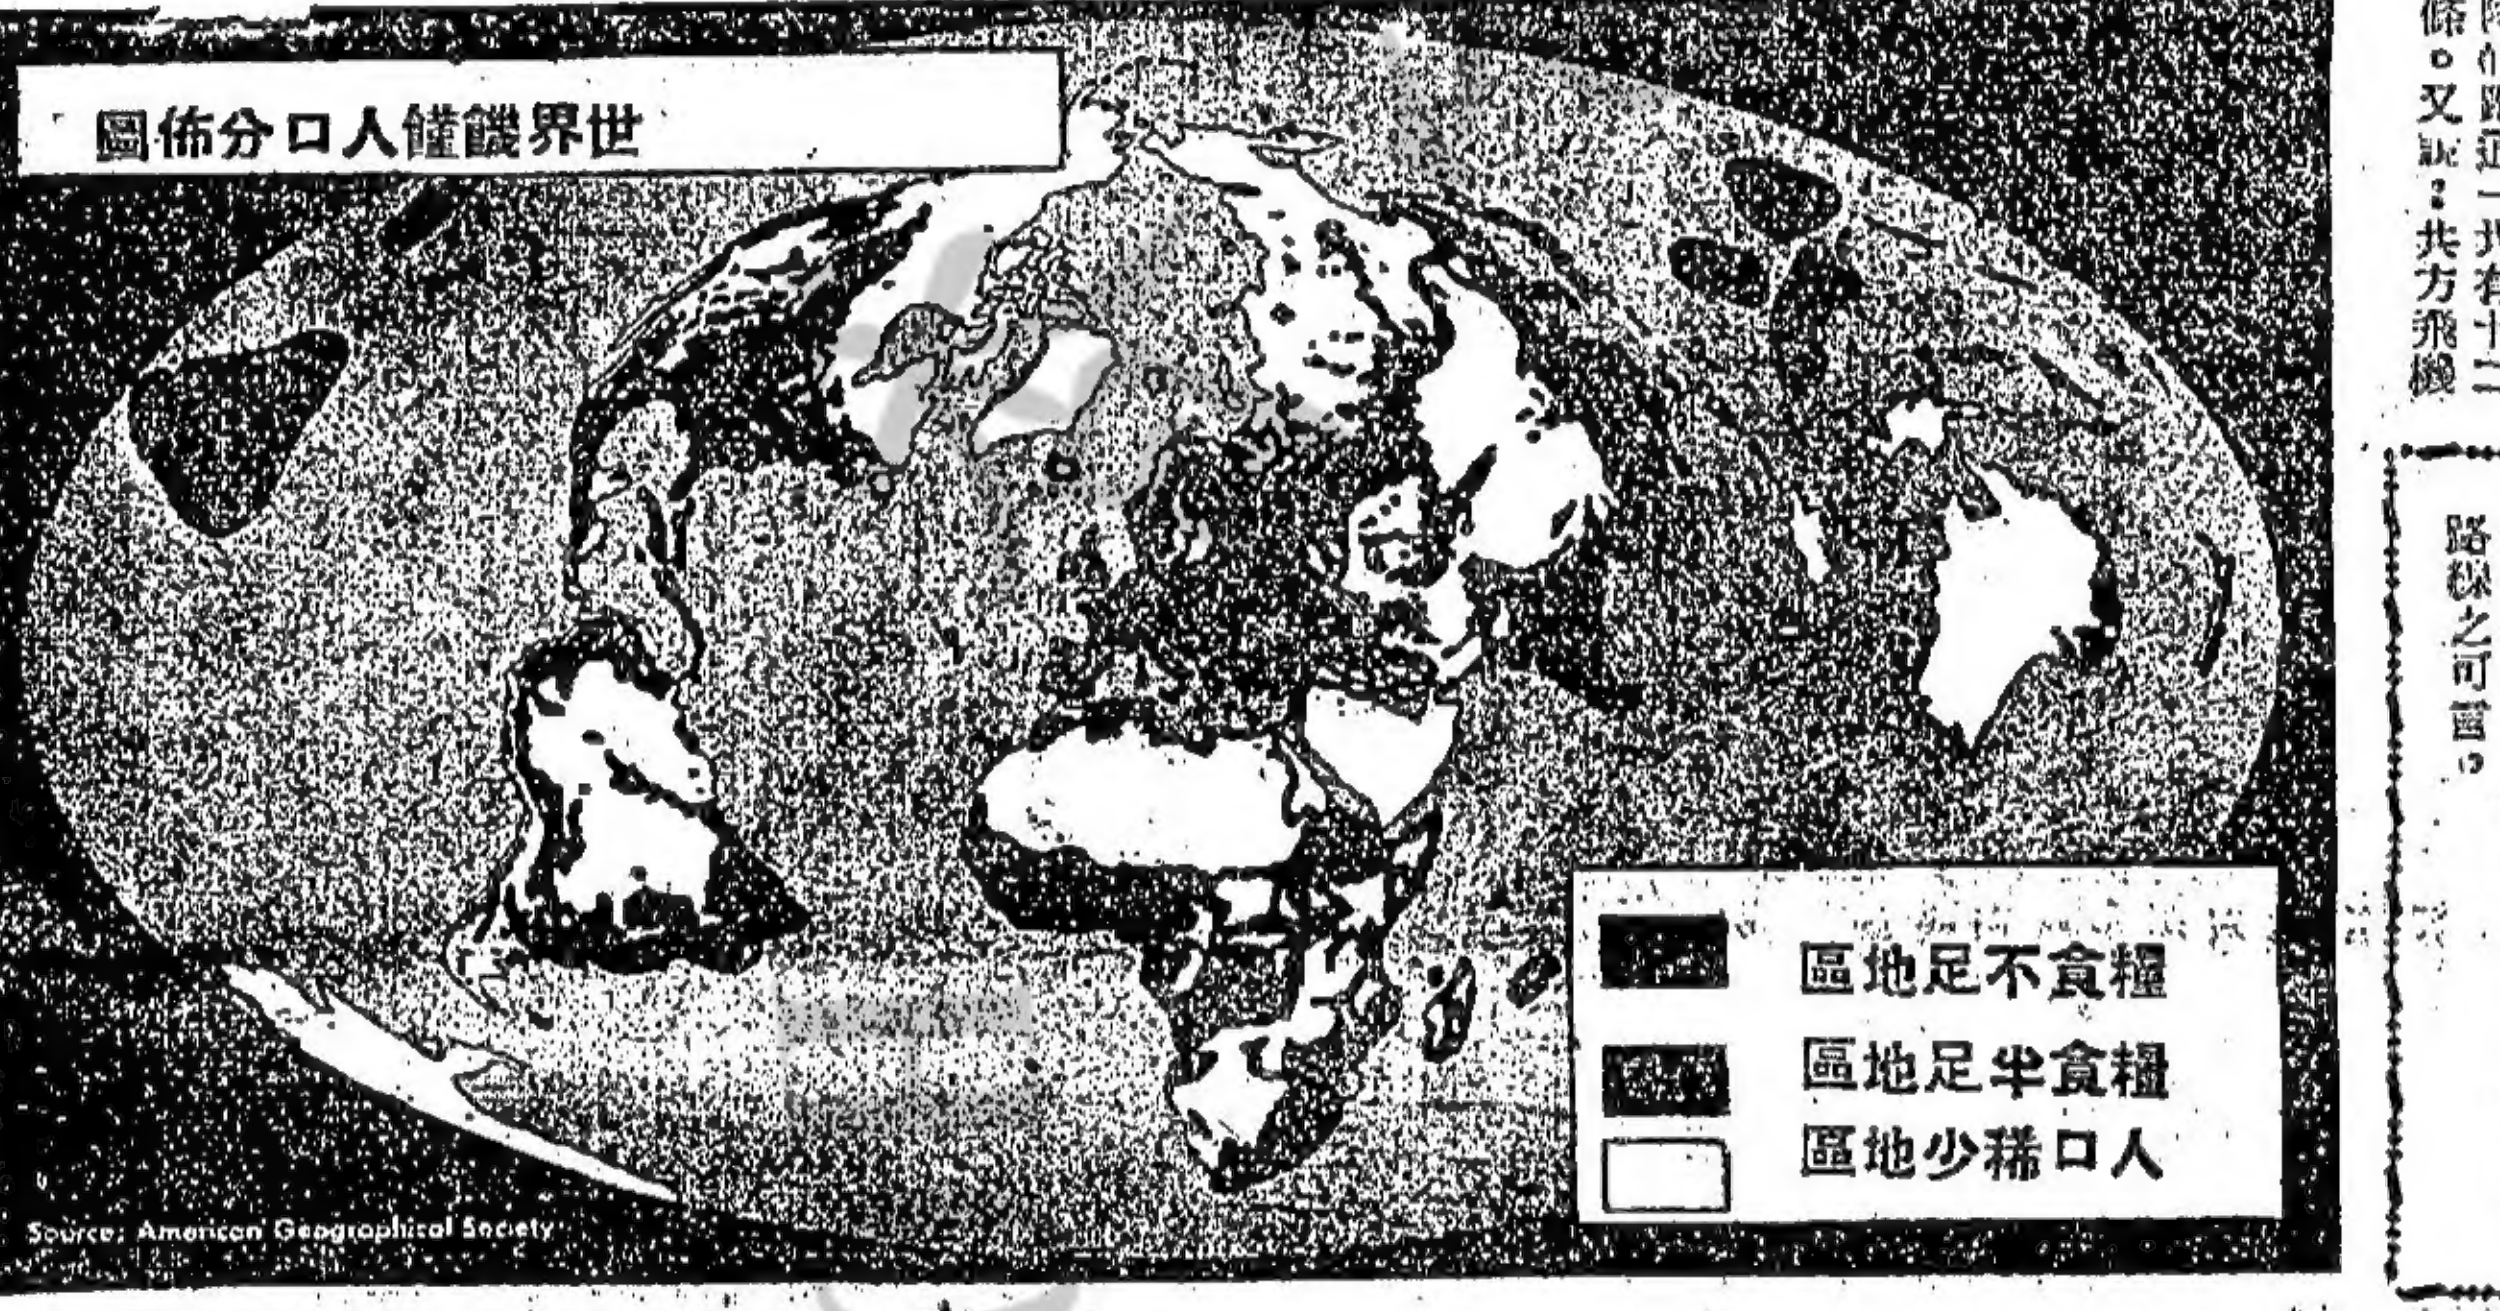 世界饑饉人口分佈圖
糧食不足地區
糧食半足地區
人口稀少地區
Source: American Geographical Society
又訊：共方飛機
路線之可言。